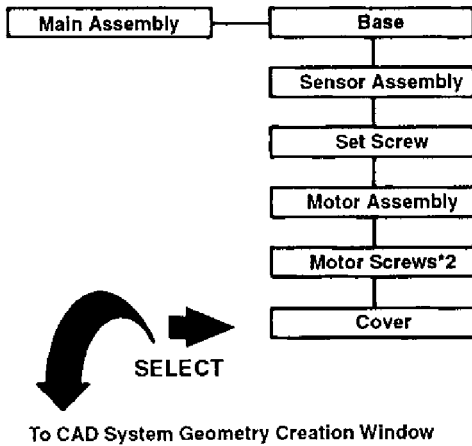 Main Assembly
Base
Sensor Assembly
Set Screw
Motor Assembly
Motor Screws*2
Cover
SELECT
To CAD System Geometry Creation Window